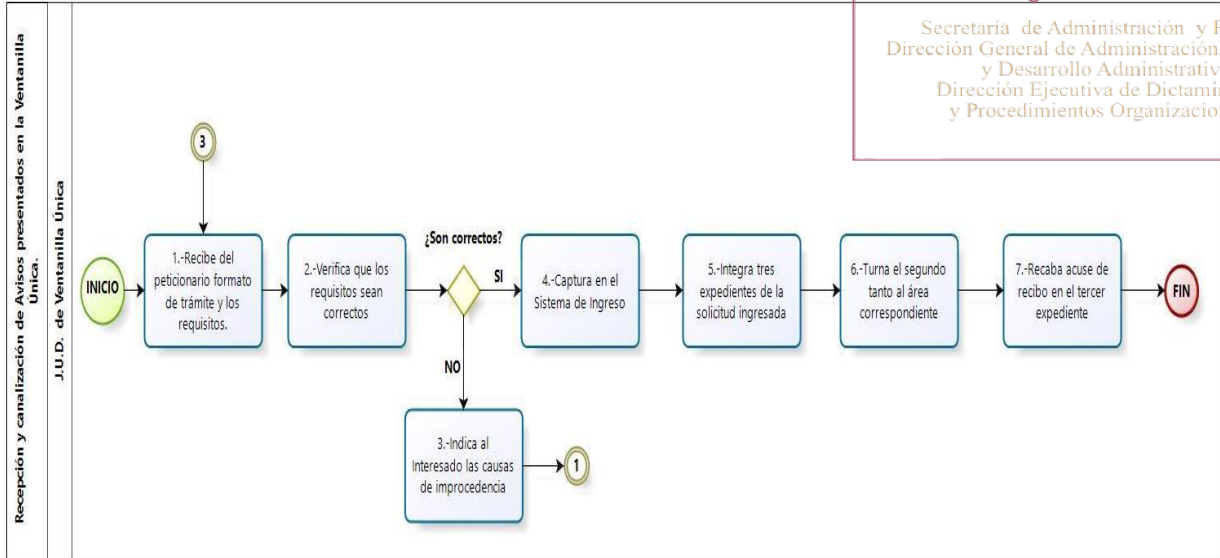 Recepción y canalización de Avisos presentados en la Ventanilla
Única.
J.U.D. de Ventanilla Única
Secretaría de Administración y
Dirección General de Administración
y Desarrollo
Dirección Ejecutiva de
y Procedimientos
3
INICIO
1.-Recibe del
peticionario formato
de trámite y los
requisitos.
2.-Verifica que los
requisitos sean
correctos
¿Son correctos?
SI
NO
3.-Indica al
Interesado las causas
de improcedencia
1
4.-Captura en el
Sistema de Ingreso
5.-Integra tres
expedientes de la
solicitud ingresada
6.-Turna el segundo
tanto al área
correspondiente
7.-Recaba acuse de
recibo en el tercer
expediente
FIN